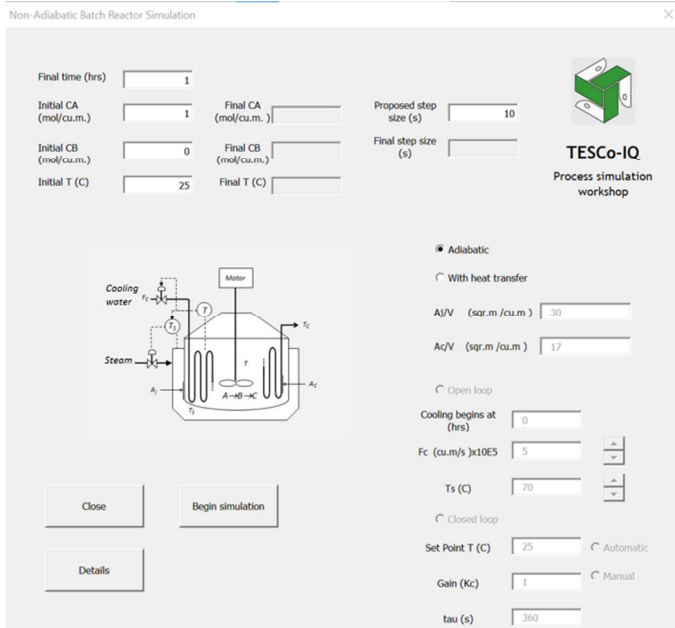 Non-Adiabatic Batch Reactor Simulation
Final time (hrs)
1
Initial CA
(mol/cu.m.)
1
Final CA
(mol/cu.m. )
Proposed step
size (s)
10
Initial CB
(mol/cu.m.)
0
Final CB
(mol/cu.m.)
Final step size
(s)
Initial T (C)
25
Final T (C)
TESCo-IQ
Process simulation
workshop
Adiabatic
With heat transfer
AJ/V (sqr.m /cu.m )
30
Ac/V (sqr.m /cu.m )
17
Open loop
Cooling begins at
(hrs)
0
Fc (cu.m/s )x10E5
5
Ts (C)
70
Closed loop
Set Point T (C)
25
Automatic
Gain (Kc)
1
Manual
tau (s)
360
Motor
Cooling
water
Fc
T
Ts
Tc
Steam
T
Aj
Ac
A→B→C
Ts
Close
Begin simulation
Details